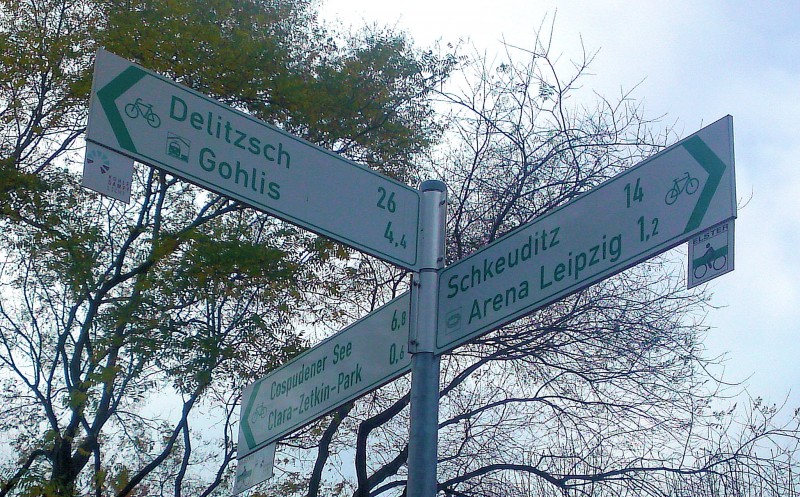 Delitzsch 26
Gohlis 4,4
Schkeuditz 14
Arena Leipzig 1,2
ELSTER
Cospudener See 6,8
Clara-Zetkin-Park 0,6